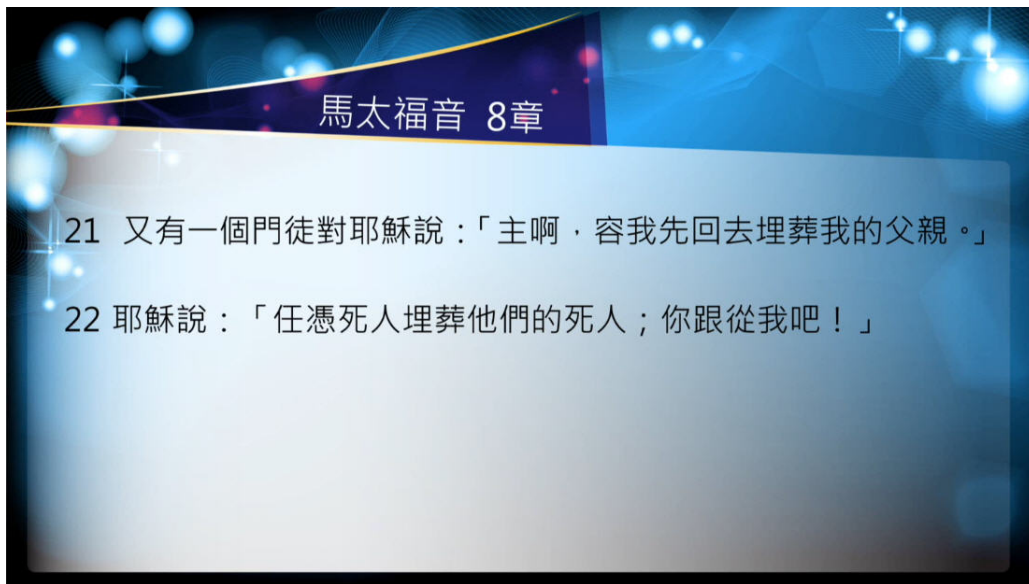 馬太福音 8章
21 又有一個門徒對耶穌說：「主啊，容我先回去埋葬我的父親。」
22 耶穌說：「任憑死人埋葬他們的死人；你跟從我吧！」